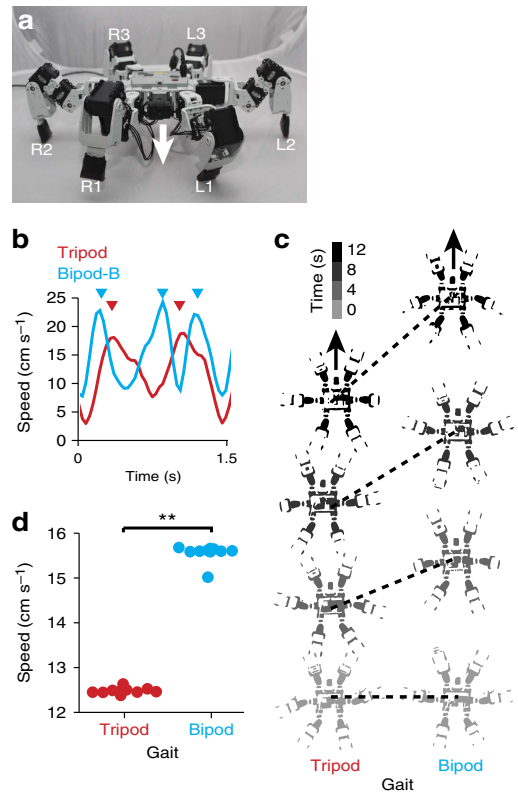 a
R3
L3
R2
L2
R1
L1
b
Tripod
Bipod-B
25
20
15
10
5
0
Speed (cm s⁻¹)
0
1.5
Time (s)
c
Time (s)
12
8
4
0
Tripod
Bipod
Gait
d
**
16
15
13
12
Speed (cm s⁻¹)
Tripod
Bipod
Gait